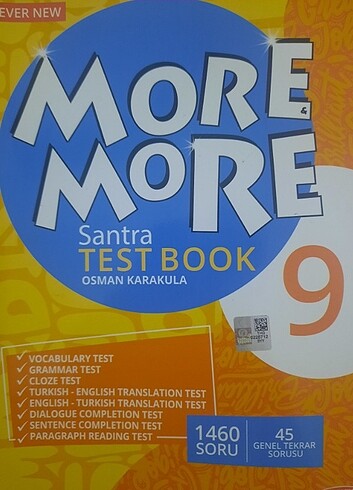 EVER NEW
MORE
&
MORE
Santra
TEST BOOK
OSMAN KARAKULA
9
VOCABULARY TEST
GRAMMAR TEST
CLOZE TEST
TURKISH - ENGLISH TRANSLATION TEST
ENGLISH - TURKISH TRANSLATION TEST
DIALOGUE COMPLETION TEST
SENTENCE COMPLETION TEST
PARAGRAPH READING TEST
1460
SORU
45
GENEL TEKRAR
SORUSU